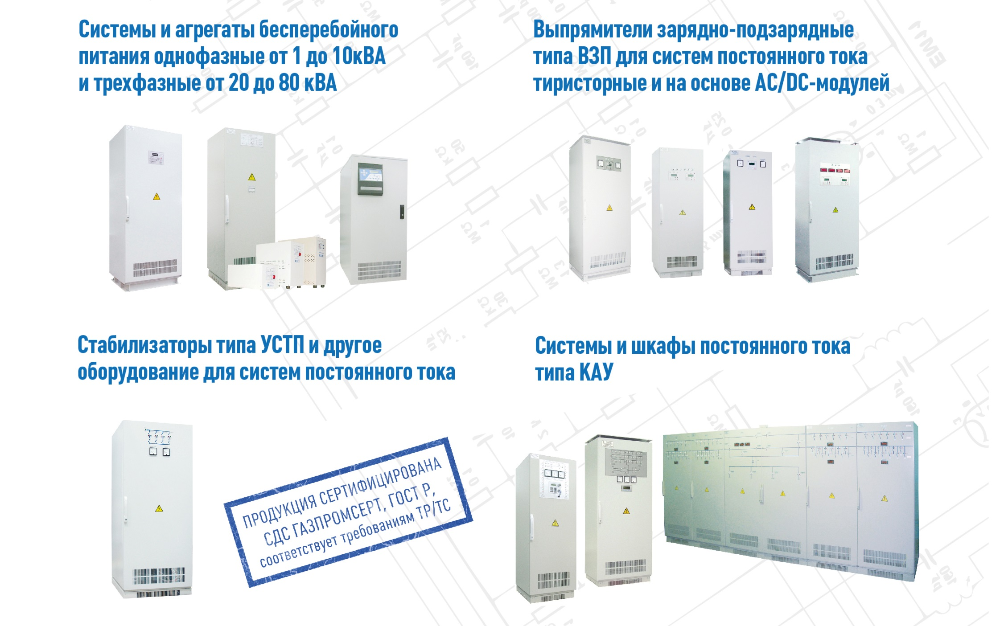 Системы и агрегаты бесперебойного
питания однофазные от 1 до 10кВА
и трехфазные от 20 до 80 кВА
Выпрямители зарядно-подзарядные
типа ВЗП для систем постоянного тока
тиристорные и на основе AC/DC-модулей
Стабилизаторы типа УСТП и другое
оборудование для систем постоянного тока
Системы и шкафы постоянного тока
типа КАУ
ПРОДУКЦИЯ СЕРТИФИЦИРОВАНА
СДС ГАЗПРОМСЕРТ, ГОСТ Р,
соответствует требованиям ТР/ТС